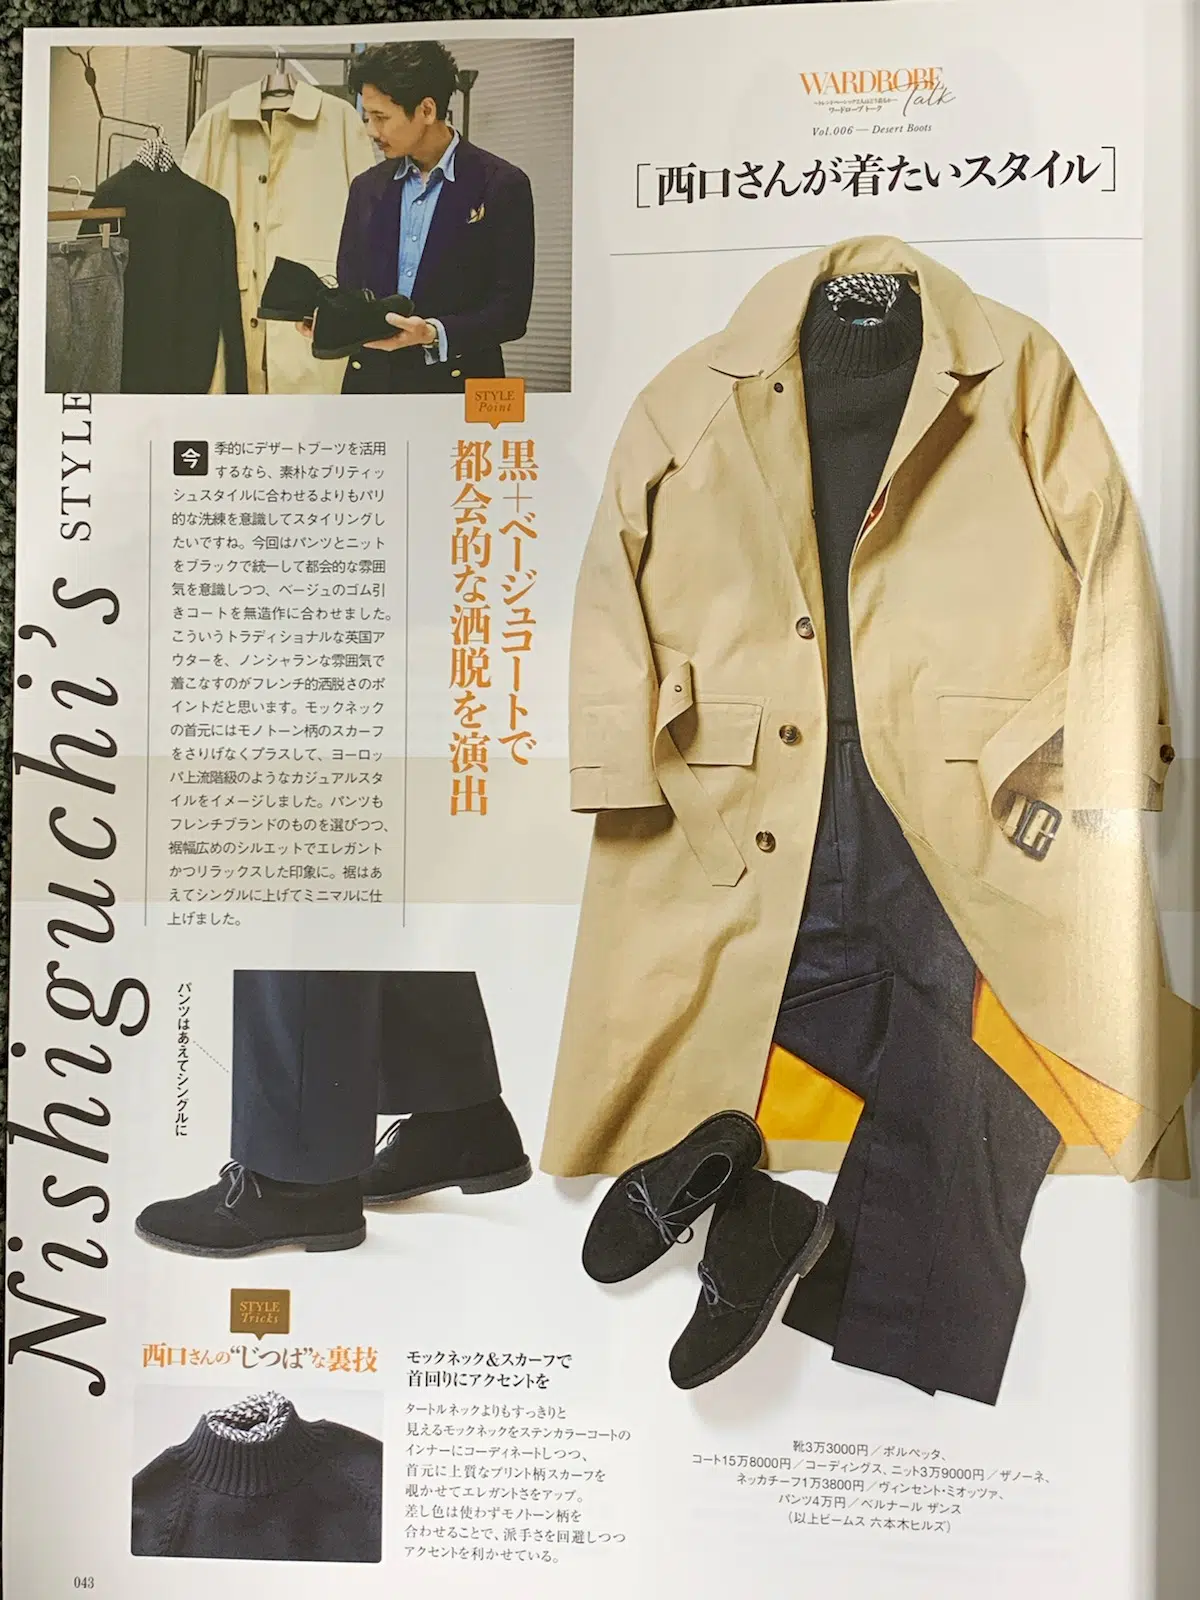 WARDROBE
Talk
〜トレンドベーシックを人はどう着るか〜
ワードローブ トーク
Vol.006 — Desert Boots
[西口さんが着たいスタイル]
Nishiguchi's STYLE
STYLE
Point
黒＋ベージュコートで
都会的な洒脱を演出
今季的にデザートブーツを活用
するなら、素朴なブリティッ
シュスタイルに合わせるよりもパリ
的な洗練を意識してスタイリングし
たいですね。今回はパンツとニット
をブラックで統一して都会的な雰囲
気を意識しつつ、ベージュのゴム引
きコートを無造作に合わせました。
こういうトラディショナルな英国ア
ウターを、ノンシャランな雰囲気で
着こなすのがフレンチ的洒脱さのポ
イントだと思います。モックネック
の首元にはモノトーン柄のスカーフ
をさりげなくプラスして、ヨーロッ
パ上流階級のようなカジュアルスタ
イルをイメージしました。パンツも
フレンチブランドのものを選びつつ、
裾幅広めのシルエットでエレガント
かつリラックスした印象に。裾はあ
えてシングルに上げてミニマルに仕
上げました。
パンツはあえてシングルに
STYLE
Tricks
西口さんの“じつは”な裏技
モックネック&スカーフで
首回りにアクセントを
タートルネックよりもすっきりと
見えるモックネックをステンカラーコートの
インナーにコーディネートしつつ、
首元に上質なプリント柄スカーフを
覗かせてエレガントさをアップ。
差し色は使わずモノトーン柄を
合わせることで、派手さを回避しつつ
アクセントを利かせている。
靴3万3000円／ボルペッタ、
コート15万8000円／コーディングス、ニット3万9000円／ザノーネ、
ネッカチーフ1万3800円／ヴィンセント・ミオッツァ、
パンツ4万円／ベルナール ザンス
(以上ビームス 六本木ヒルズ)
043